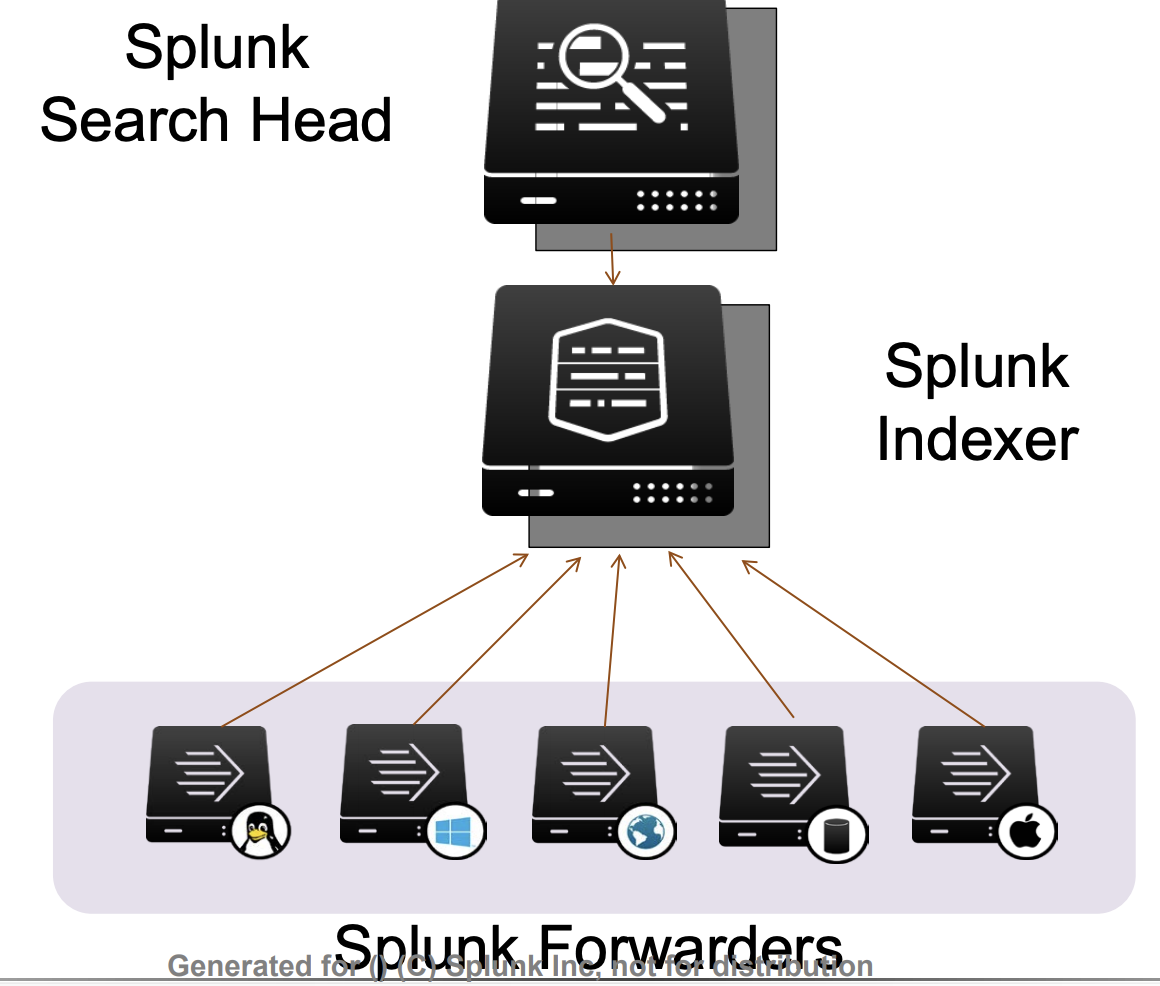 Splunk
Search Head
Splunk
Indexer
Splunk Forwarders
Generated for () (C) Splunk Inc, not for distribution